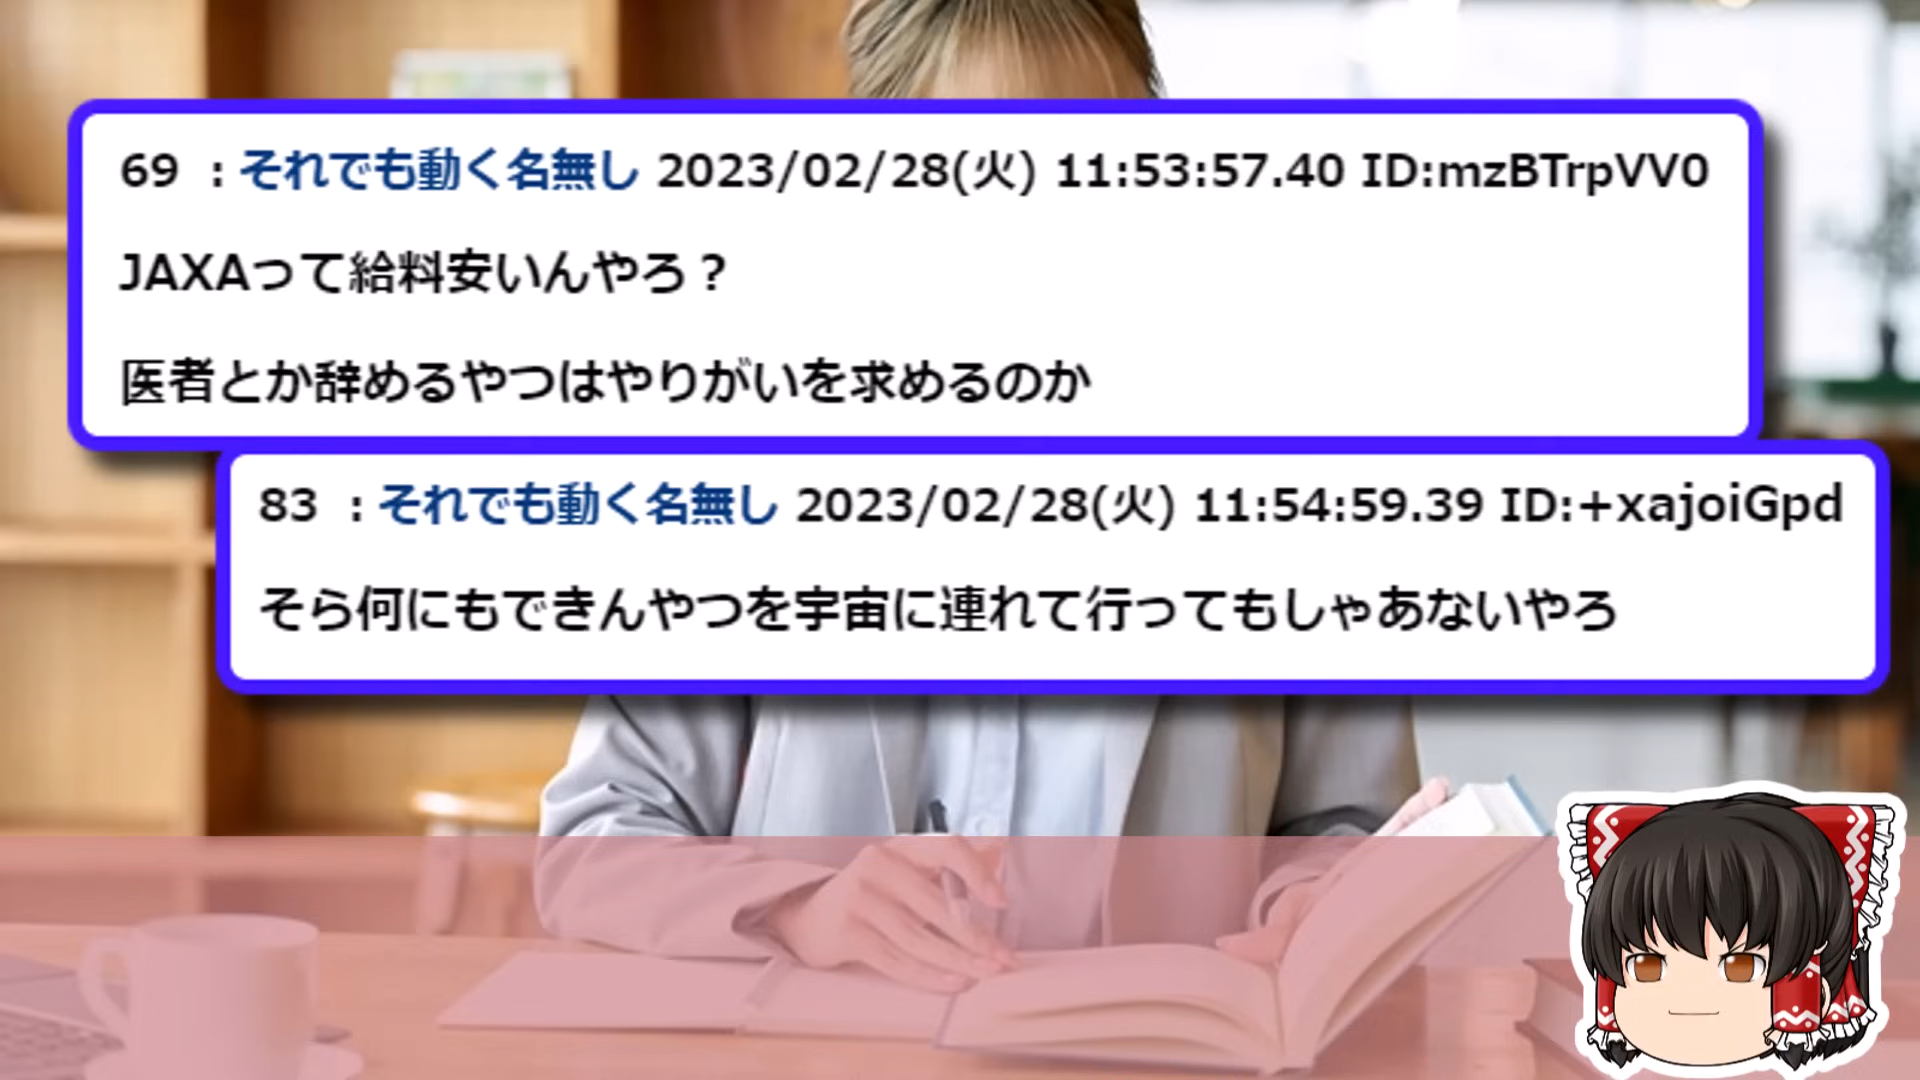 69 ：それでも動く名無し 2023/02/28(火) 11:53:57.40 ID:mzBTrpVV0
JAXAって給料安いんやろ？
医者とか辞めるやつはやりがいを求めるのか
83 ：それでも動く名無し 2023/02/28(火) 11:54:59.39 ID:+xajoiGpd
そら何にもできんやつを宇宙に連れて行ってもしゃあないやろ